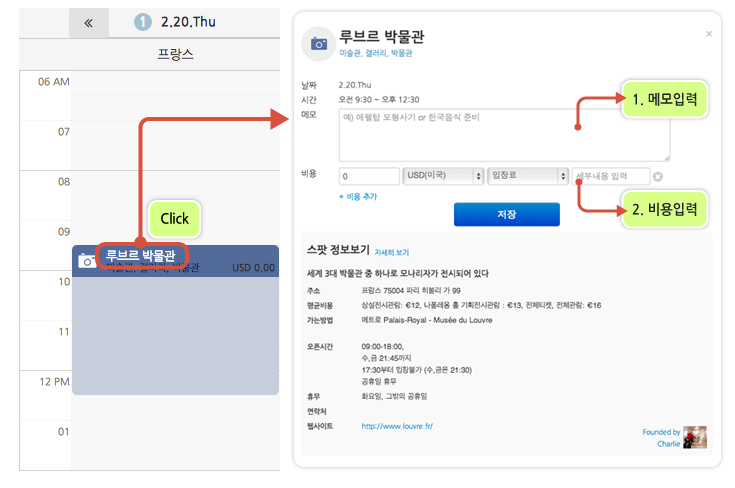 «
1 2.20.Thu
프랑스
06 AM
07
08
09
10
11
12 PM
01
Click
루브르 박물관
미술관, 갤러리, 박물관
USD 0.00
루브르 박물관
×
미술관, 갤러리, 박물관
날짜 2.20.Thu
시간 오전 9:30 ~ 오후 12:30
메모 예) 에펠탑 모형사기 or 한국음식 준비
1. 메모입력
비용 0 USD(미국) 입장료 세부내용 입력
+ 비용 추가
2. 비용입력
저장
스팟 정보보기 자세히 보기
세계 3대 박물관 중 하나로 모나리자가 전시되어 있다
주소 프랑스 75004 파리 히볼리 가 99
평균비용 상설전시관람: €12, 나폴레옹 홀 기획전시관람 : €13, 전체티켓, 전체관람: €16
가는방법 메트로 Palais-Royal - Musée du Louvre
오픈시간 09:00-18:00,
수,금 21:45까지
17:30부터 입장불가 (수,금은 21:30)
공휴일 휴무
휴무 화요일, 그밖의 공휴일
연락처
웹사이트 http://www.louvre.fr/
Founded by
Charlie